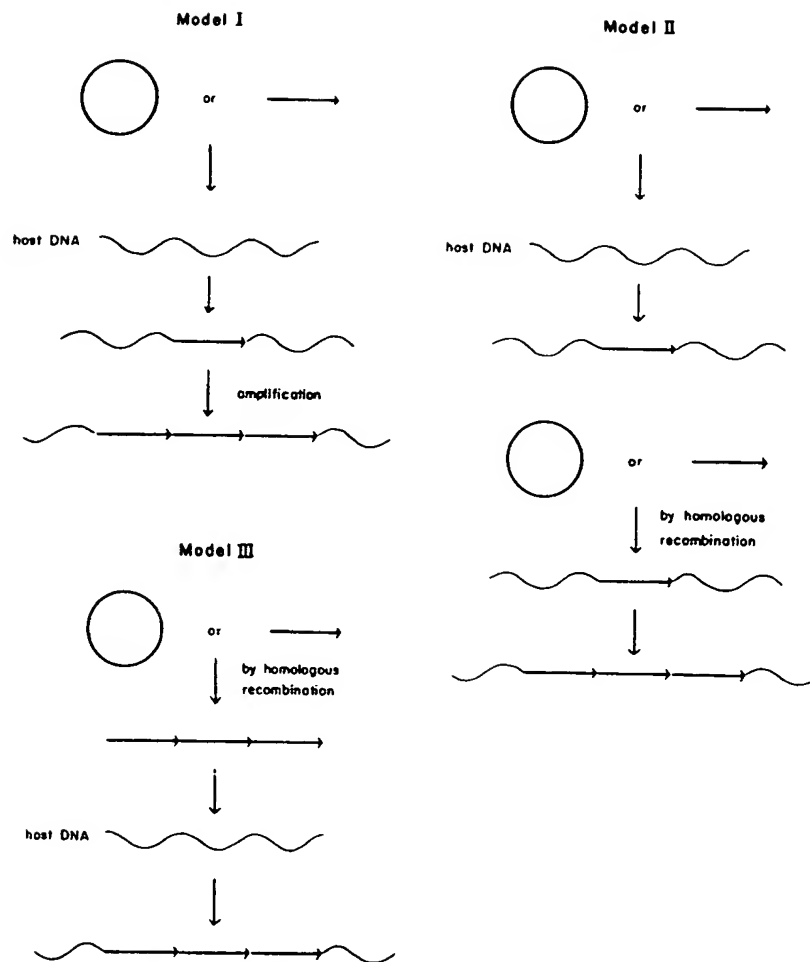 Model I
or
host DNA
amplification
Model II
or
host DNA
or
by homologous
recombination
Model III
or
by homologous
recombination
host DNA